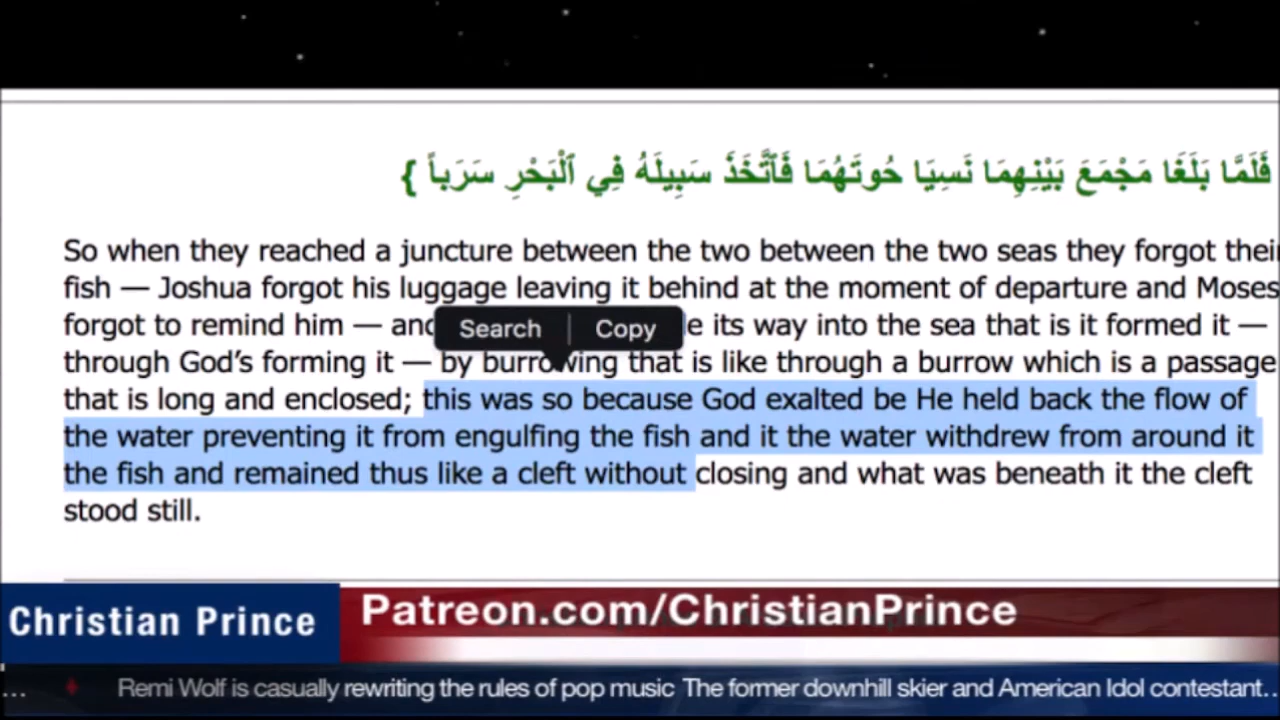 فَلَمَّا بَلَغَا مَجْمَعَ بَيْنِهِمَا نَسِيَا حُوتَهُمَا فَٱتَّخَذَ سَبِيلَهُ فِي ٱلْبَحْرِ سَرَباً }
So when they reached a juncture between the two between the two seas they forgot their
fish — Joshua forgot his luggage leaving it behind at the moment of departure and Moses
Search | Copy
forgot to remind him — and its way into the sea that is it formed it —
through God’s forming it — by burrowing that is like through a burrow which is a passage
that is long and enclosed; this was so because God exalted be He held back the flow of
the water preventing it from engulfing the fish and it the water withdrew from around it
the fish and remained thus like a cleft without closing and what was beneath it the cleft
stood still.
Christian Prince
Patreon.com/ChristianPrince
... ♦ Remi Wolf is casually rewriting the rules of pop music The former downhill skier and American Idol contestant...